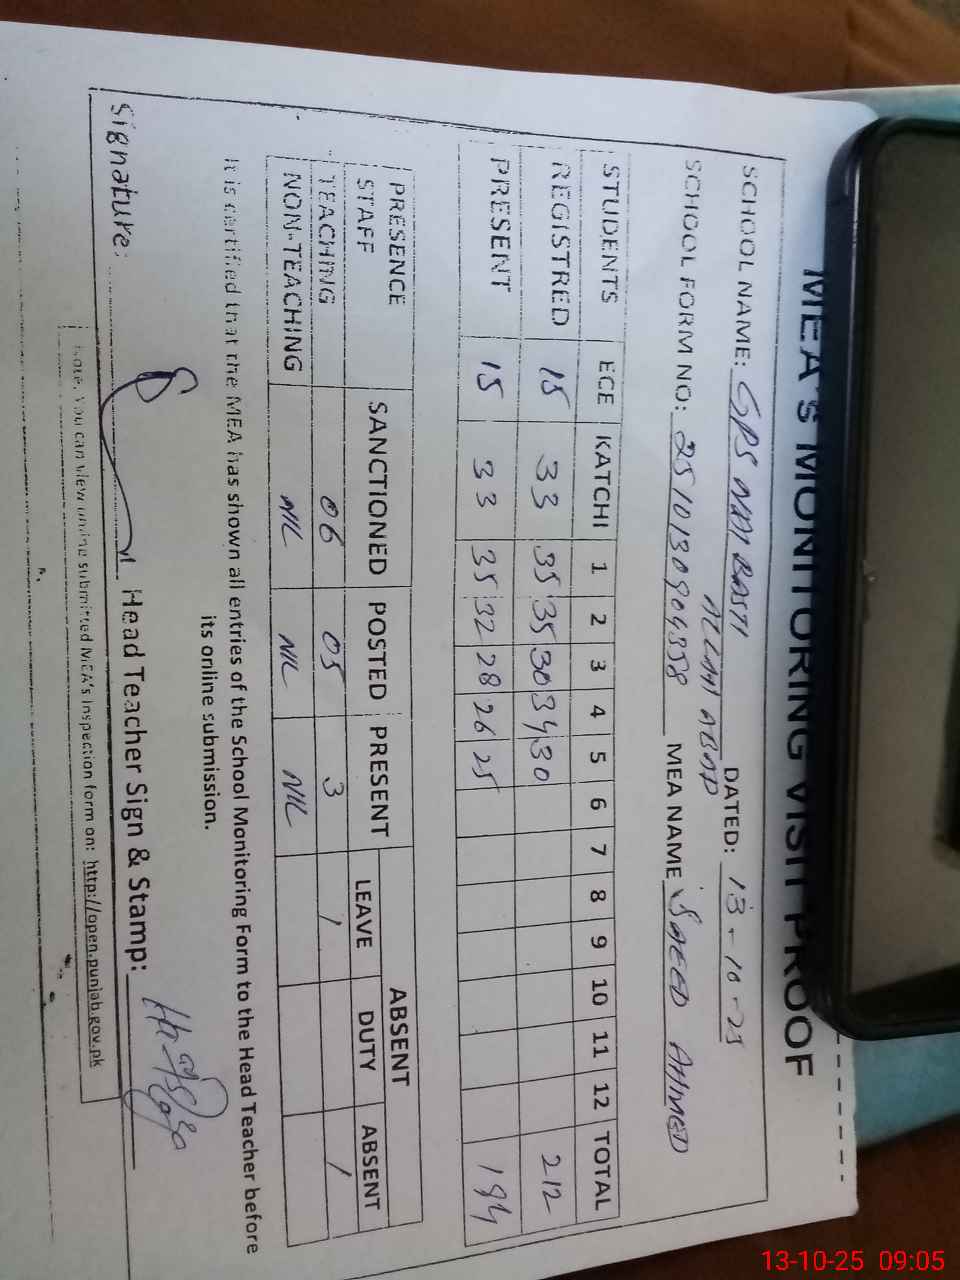 MEA'S MONITORING VISIT PROOF
SCHOOL NAME: GPS BASTI DATED: 13-10-25
ALLAH ABAD
SCHOOL FORM NO: MEA NAME SAEED AHMED
STUDENTS ECE KATCHI 1 2 3 4 5 6 7 8 9 10 11 12 TOTAL
REGISTRED 15 33 35 35 30 34 30 212
PRESENT 15 33 35 32 28 26 25 194
PRESENCE STAFF SANCTIONED POSTED PRESENT ABSENT
LEAVE DUTY ABSENT
TEACHING 06 05 3 / /
NON-TEACHING NIL NIL NIL
It is certified that the MEA has shown all entries of the School Monitoring Form to the Head Teacher before
its online submission.
Signature: Head Teacher Sign & Stamp:
Note. You can view online submitted MEA's Inspection form on: http://open.punjab.gov.pk
13-10-25 09:05